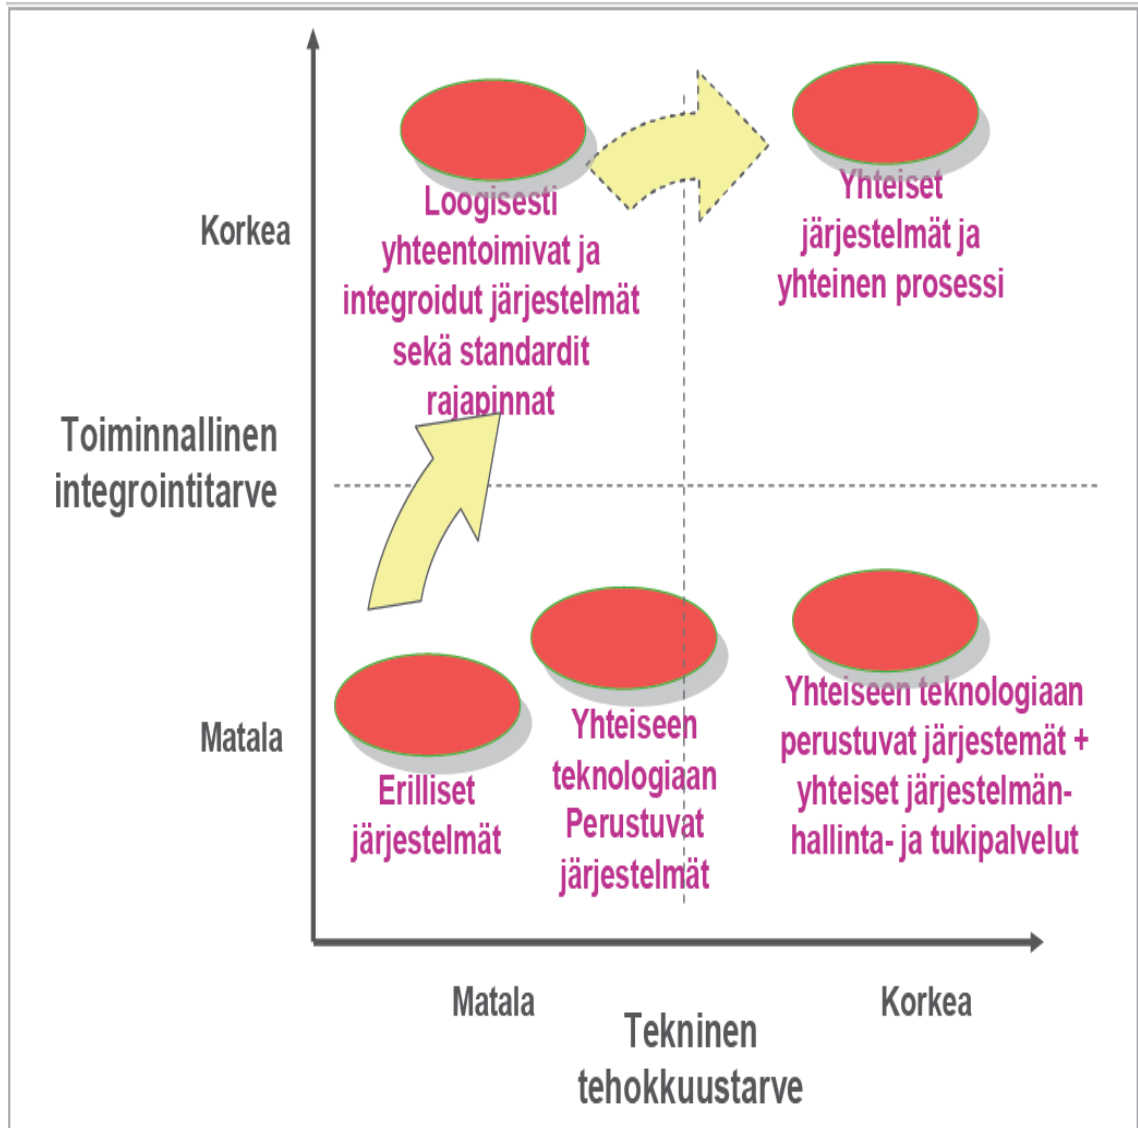 Loogisesti
yhteentoimivat ja
integroidut järjestelmät
sekä standardit
rajapinnat
Yhteiset
järjestelmät ja
yhteinen prosessi
Korkea
Toiminnallinen
integrointitarve
Matala
Erilliset
järjestelmät
Yhteiseen
teknologiaan
Perustuvat
järjestelmät
Yhteiseen teknologiaan
perustuvat järjestemät +
yhteiset järjestelmän-
hallinta- ja tukipalvelut
Matala
Korkea
Tekninen
tehokkuustarve